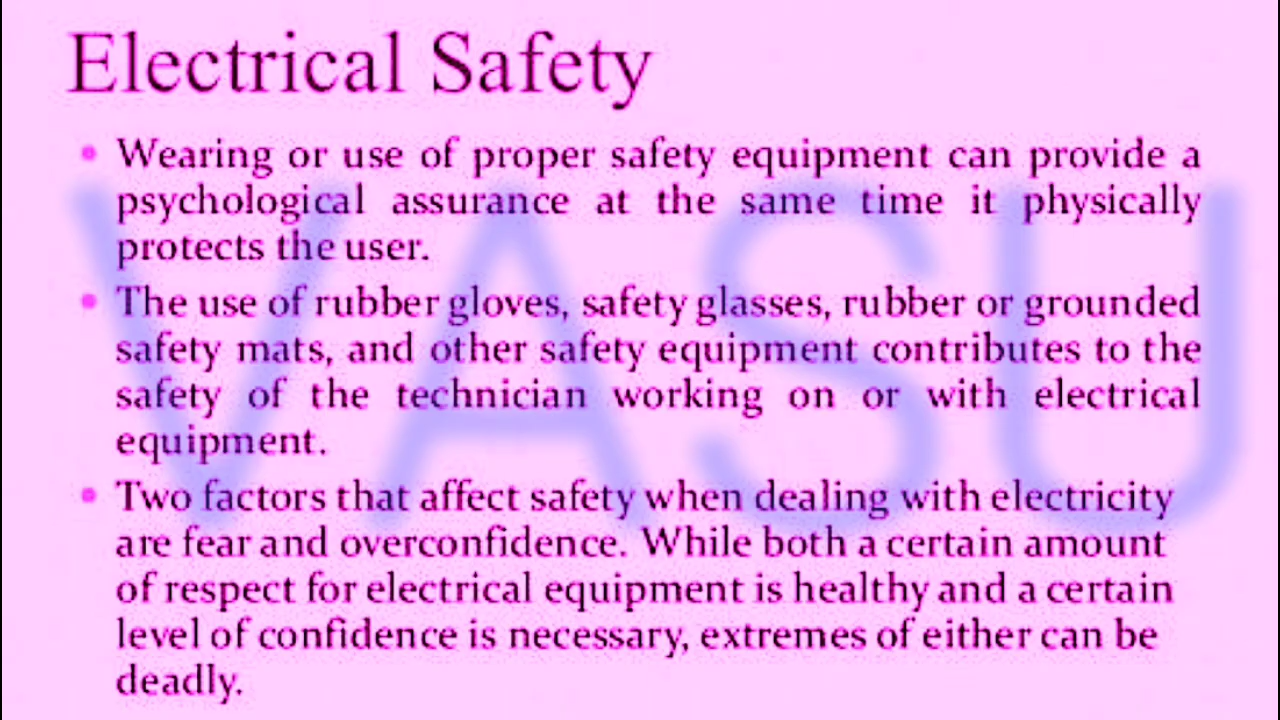 Electrical Safety
• Wearing or use of proper safety equipment can provide a
psychological assurance at the same time it physically
protects the user.
• The use of rubber gloves, safety glasses, rubber or grounded
safety mats, and other safety equipment contributes to the
safety of the technician working on or with electrical
equipment.
• Two factors that affect safety when dealing with electricity
are fear and overconfidence. While both a certain amount
of respect for electrical equipment is healthy and a certain
level of confidence is necessary, extremes of either can be
deadly.
VASU